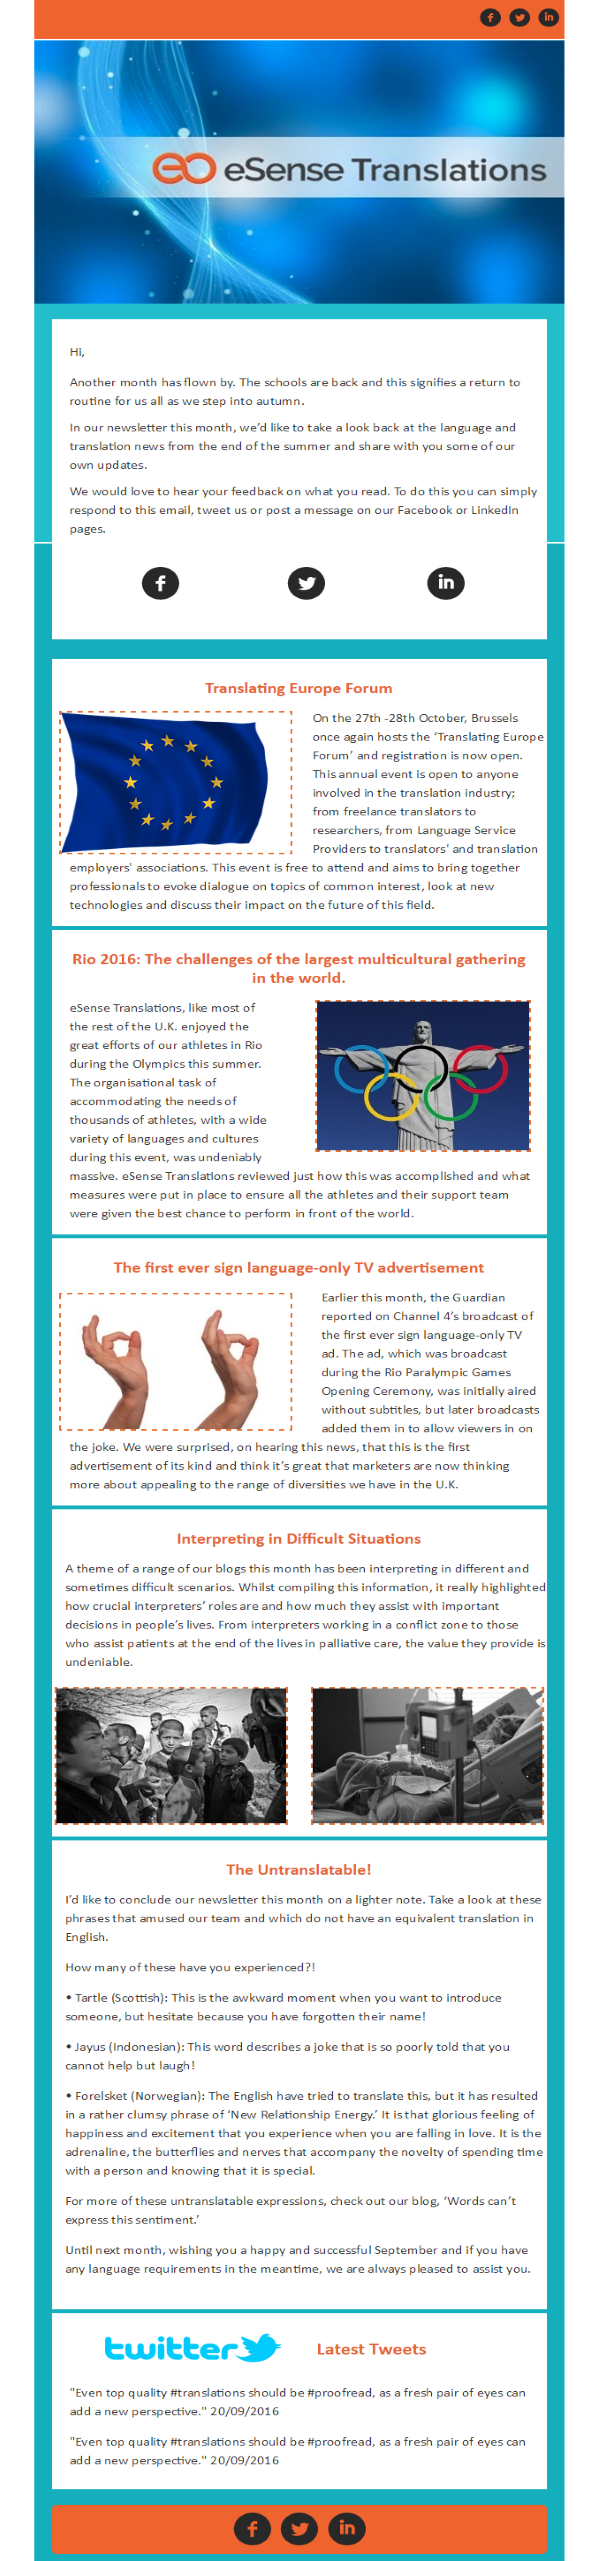 eSense Translations
Hi,
Another month has flown by. The schools are back and this signifies a return to
routine for us all as we step into autumn.
In our newsletter this month, we’d like to take a look back at the language and
translation news from the end of the summer and share with you some of our
own updates.
We would love to hear your feedback on what you read. To do this you can simply
respond to this email, tweet us or post a message on our Facebook or LinkedIn
pages.
Translating Europe Forum
On the 27th -28th October, Brussels
once again hosts the ‘Translating Europe
Forum’ and registration is now open.
This annual event is open to anyone
involved in the translation industry;
from freelance translators to
researchers, from Language Service
Providers to translators' and translation
employers' associations. This event is free to attend and aims to bring together
professionals to evoke dialogue on topics of common interest, look at new
technologies and discuss their impact on the future of this field.
Rio 2016: The challenges of the largest multicultural gathering
in the world.
eSense Translations, like most of
the rest of the U.K. enjoyed the
great efforts of our athletes in Rio
during the Olympics this summer.
The organisational task of
accommodating the needs of
thousands of athletes, with a wide
variety of languages and cultures
during this event, was undeniably
massive. eSense Translations reviewed just how this was accomplished and what
measures were put in place to ensure all the athletes and their support team
were given the best chance to perform in front of the world.
The first ever sign language-only TV advertisement
Earlier this month, the Guardian
reported on Channel 4’s broadcast of
the first ever sign language-only TV
ad. The ad, which was broadcast
during the Rio Paralympic Games
Opening Ceremony, was initially aired
without subtitles, but later broadcasts
added them in to allow viewers in on
the joke. We were surprised, on hearing this news, that this is the first
advertisement of its kind and think it’s great that marketers are now thinking
more about appealing to the range of diversities we have in the U.K.
Interpreting in Difficult Situations
A theme of a range of our blogs this month has been interpreting in different and
sometimes difficult scenarios. Whilst compiling this information, it really highlighted
how crucial interpreters’ roles are and how much they assist with important
decisions in people’s lives. From interpreters working in a conflict zone to those
who assist patients at the end of the lives in palliative care, the value they provide is
undeniable.
The Untranslatable!
I’d like to conclude our newsletter this month on a lighter note. Take a look at these
phrases that amused our team and which do not have an equivalent translation in
English.
How many of these have you experienced?!
• Tartle (Scottish): This is the awkward moment when you want to introduce
someone, but hesitate because you have forgotten their name!
• Jayus (Indonesian): This word describes a joke that is so poorly told that you
cannot help but laugh!
• Forelsket (Norwegian): The English have tried to translate this, but it has resulted
in a rather clumsy phrase of ‘New Relationship Energy.’ It is that glorious feeling of
happiness and excitement that you experience when you are falling in love. It is the
adrenaline, the butterflies and nerves that accompany the novelty of spending time
with a person and knowing that it is special.
For more of these untranslatable expressions, check out our blog, ‘Words can’t
express this sentiment.’
Until next month, wishing you a happy and successful September and if you have
any language requirements in the meantime, we are always pleased to assist you.
twitter Latest Tweets
"Even top quality #translations should be #proofread, as a fresh pair of eyes can
add a new perspective." 20/09/2016
"Even top quality #translations should be #proofread, as a fresh pair of eyes can
add a new perspective." 20/09/2016